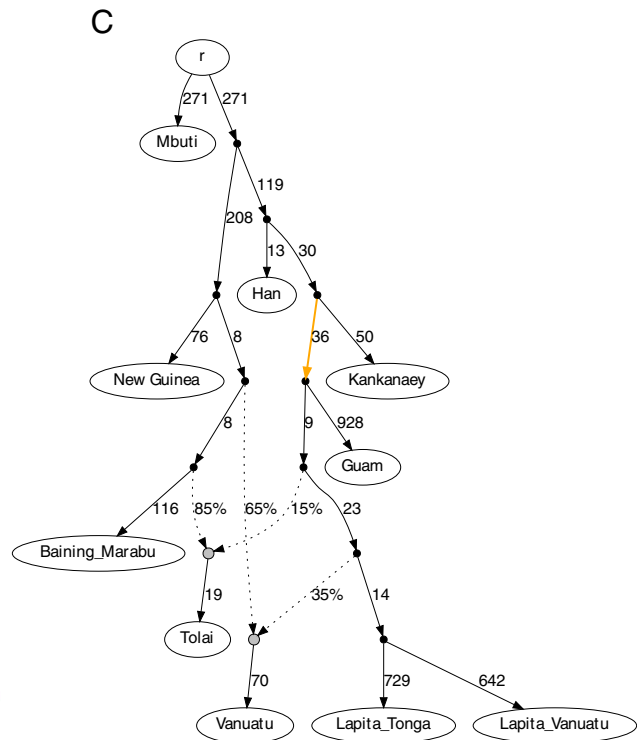 C
r
271 271
Mbuti
119
208
13 30
Han
76 8 36 50
New Guinea Kankanaey
8 9 928
Guam
116 85% 65% 15% 23
Baining_Marabu
19 35% 14
Tolai
70 729 642
Vanuatu Lapita_Tonga Lapita_Vanuatu